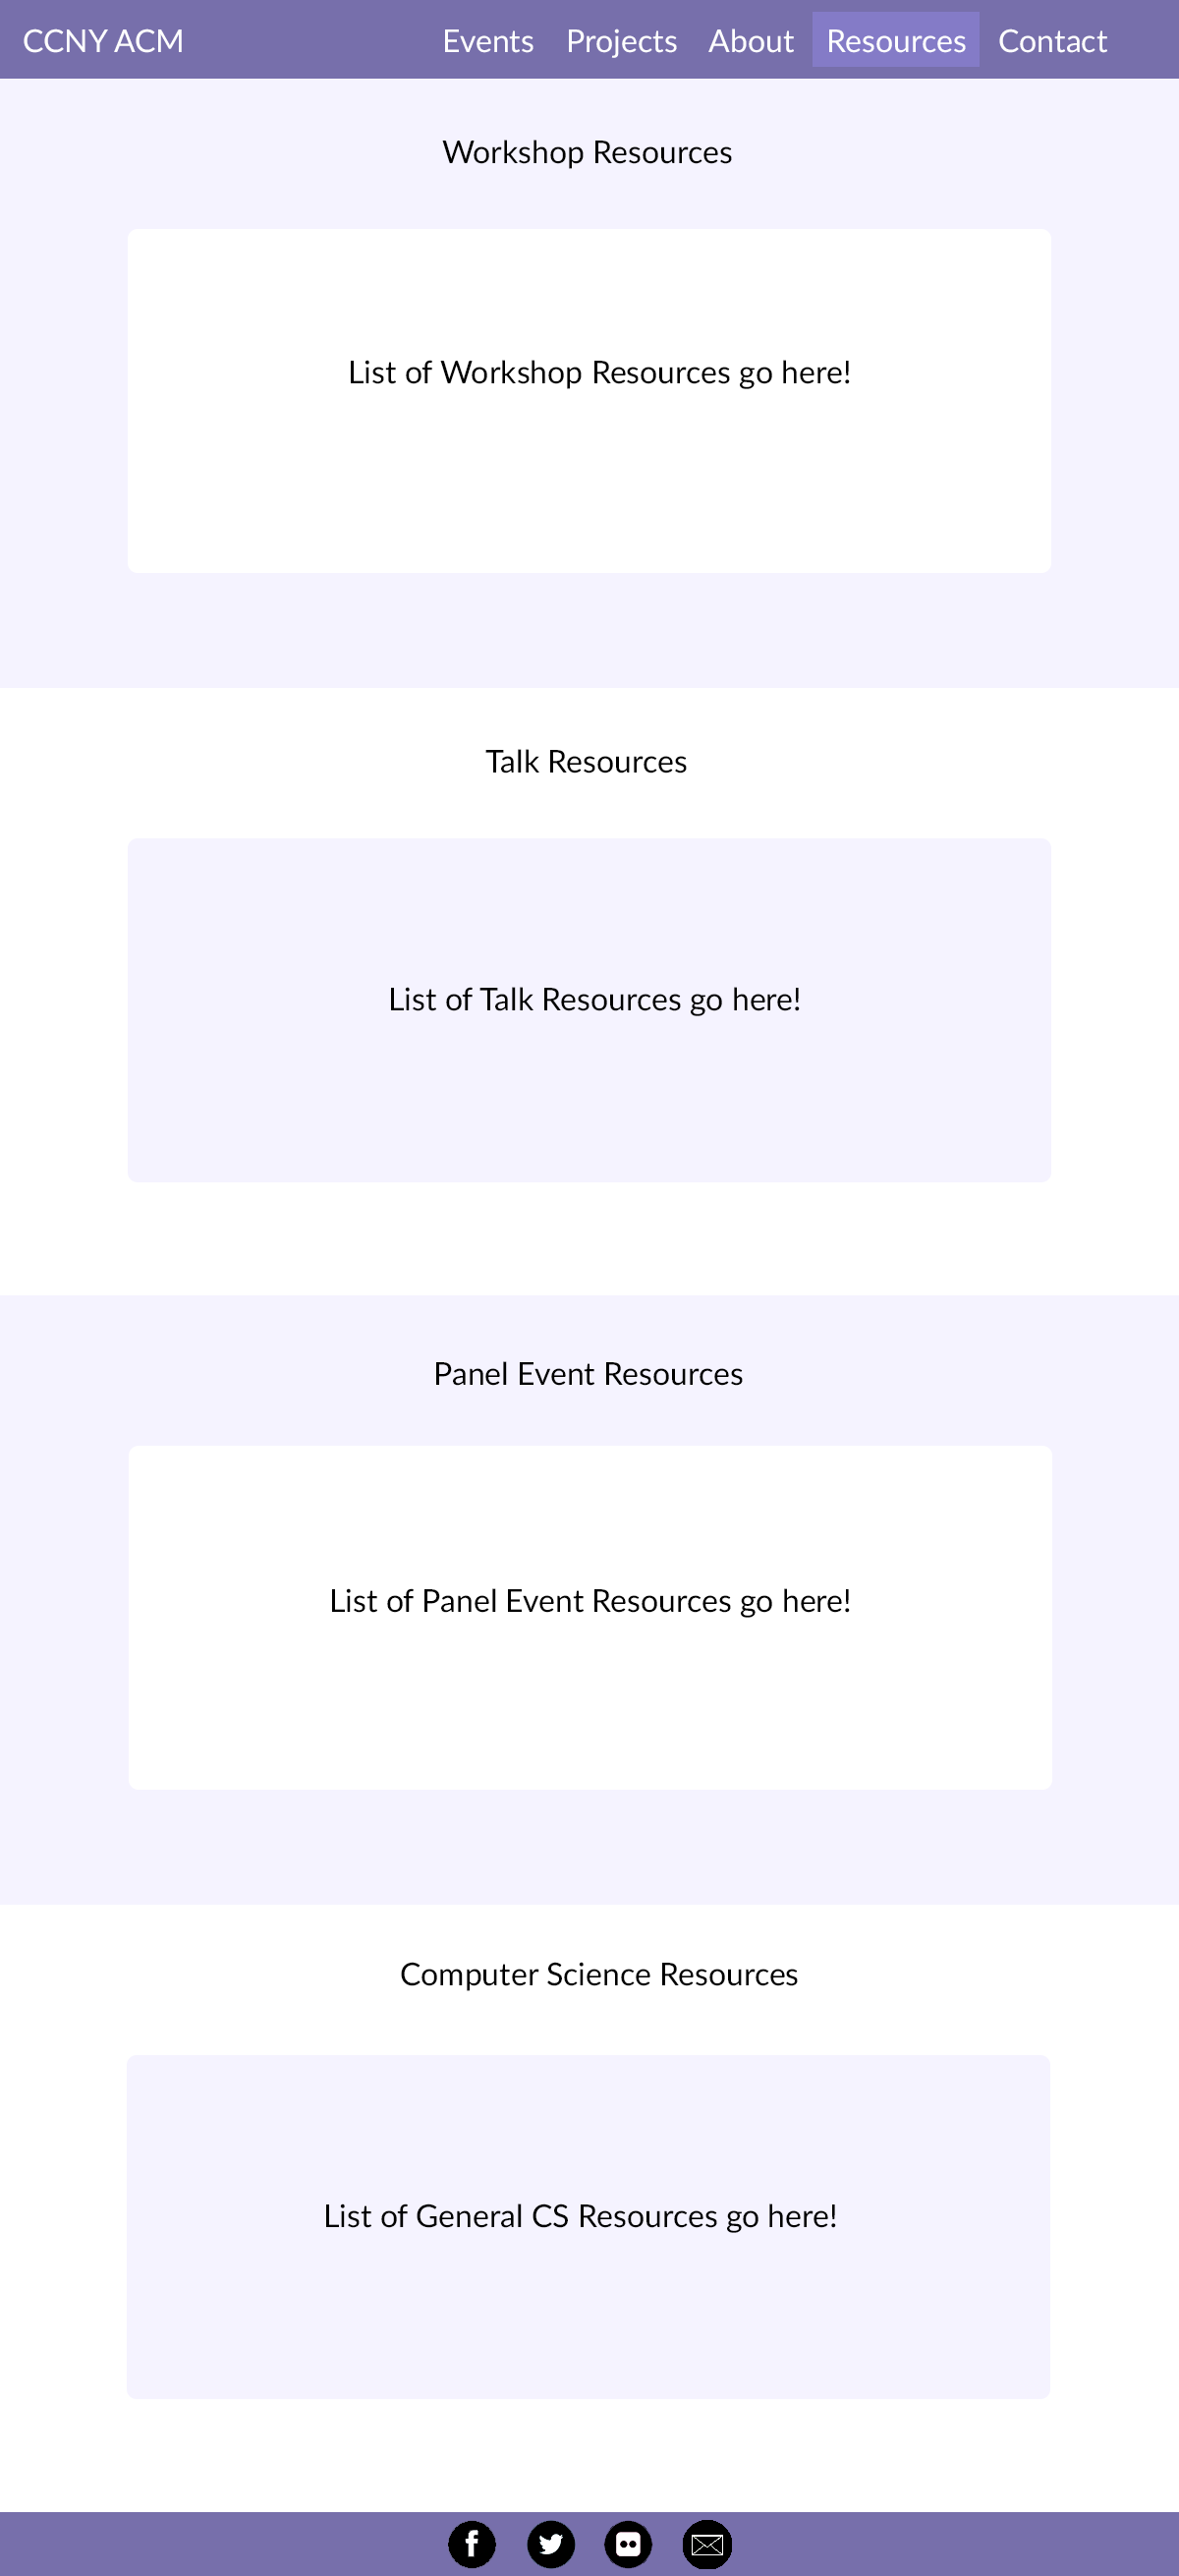 CCNY ACM Events Projects About Resources Contact
Workshop Resources
List of Workshop Resources go here!
Talk Resources
List of Talk Resources go here!
Panel Event Resources
List of Panel Event Resources go here!
Computer Science Resources
List of General CS Resources go here!